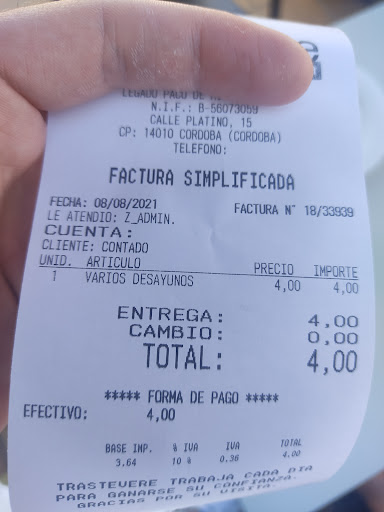 LEGADO PACO DE
N.I.F.: B-56073059
CALLE PLATINO, 15
CP: 14010 CORDOBA (CORDOBA)
TELEFONO:
FACTURA SIMPLIFICADA
FECHA: 08/08/2021 FACTURA Nº 18/33939
LE ATENDIO: Z_ADMIN.
CUENTA:
CLIENTE: CONTADO
UNID. ARTICULO PRECIO IMPORTE
1 VARIOS DESAYUNOS 4,00 4,00
ENTREGA: 4,00
CAMBIO: 0,00
TOTAL: 4,00
***** FORMA DE PAGO *****
EFECTIVO: 4,00
BASE IMP. % IVA IVA TOTAL
3.64 10 % 0.36 4.00
TRASTEVERE TRABAJA CADA DIA
PARA GANARSE SU CONFIANZA.
GRACIAS POR SU VISITA.